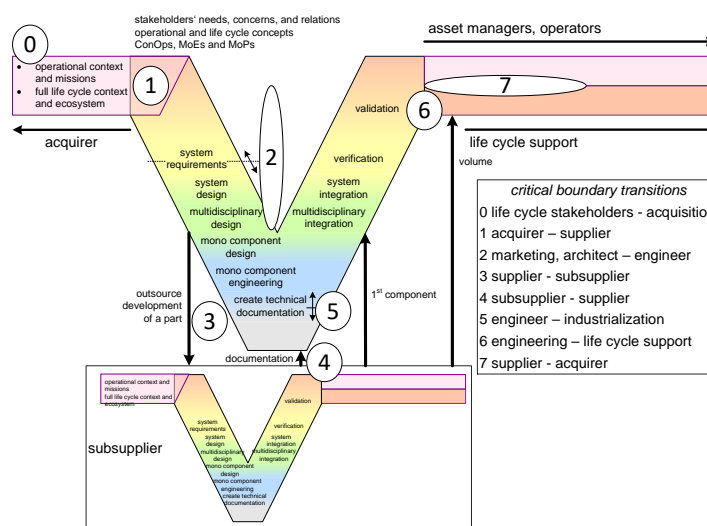 stakeholders' needs, concerns, and relations
operational and life cycle concepts
ConOps, MoEs and MoPs
asset managers, operators
0
• operational context
and missions
• full life cycle context
and ecosystem
1
7
6
validation
acquirer
life cycle support
volume
2
system
requirements
verification
system
design
system
integration
multidisciplinary
design
multidisciplinary
integration
mono component
design
mono component
engineering
create technical
documentation
5
1st component
outsource
development
of a part
3
documentation
4
critical boundary transitions
0 life cycle stakeholders - acquisitio
1 acquirer – supplier
2 marketing, architect – engineer
3 supplier - subsupplier
4 subsupplier - supplier
5 engineer – industrialization
6 engineering – life cycle support
7 supplier - acquirer
operational context and
missions
full life cycle context and
ecosystem
validation
subsupplier
system
requirements
verification
system
design
system
integration
multidisciplinary
design
multidisciplinary
integration
mono component
design
mono component
engineering
create technical
documentation